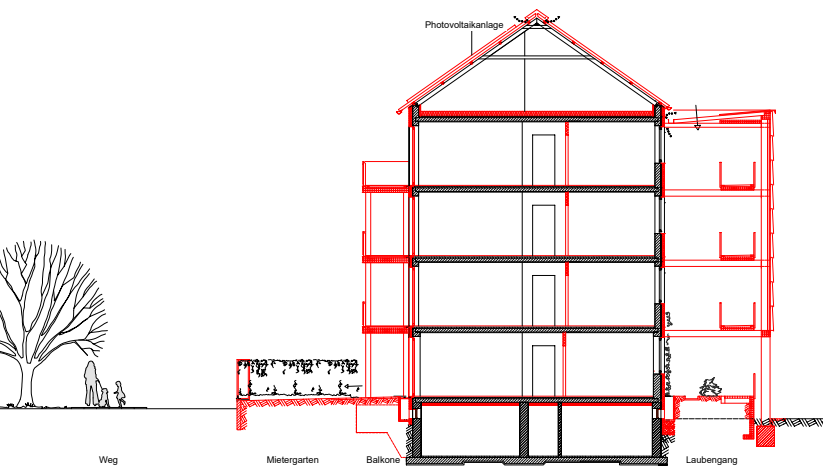 Photovoltaikanlage
Weg
Mietergarten
Balkone
Laubengang